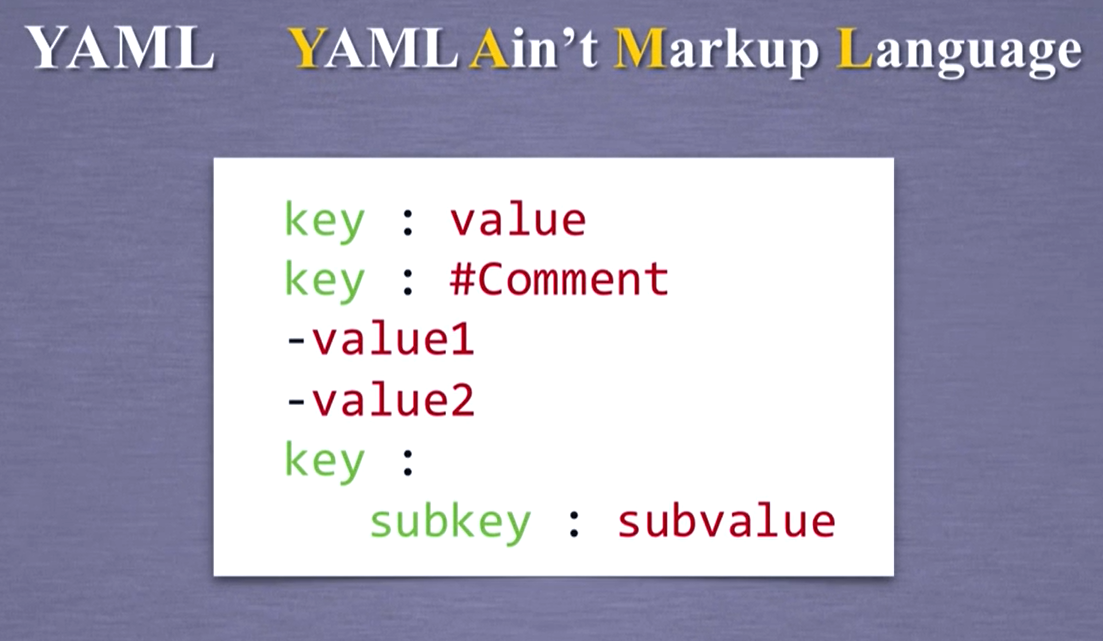 YAML YAML Ain’t Markup Language
key : value
key : #Comment
-value1
-value2
key :
subkey : subvalue